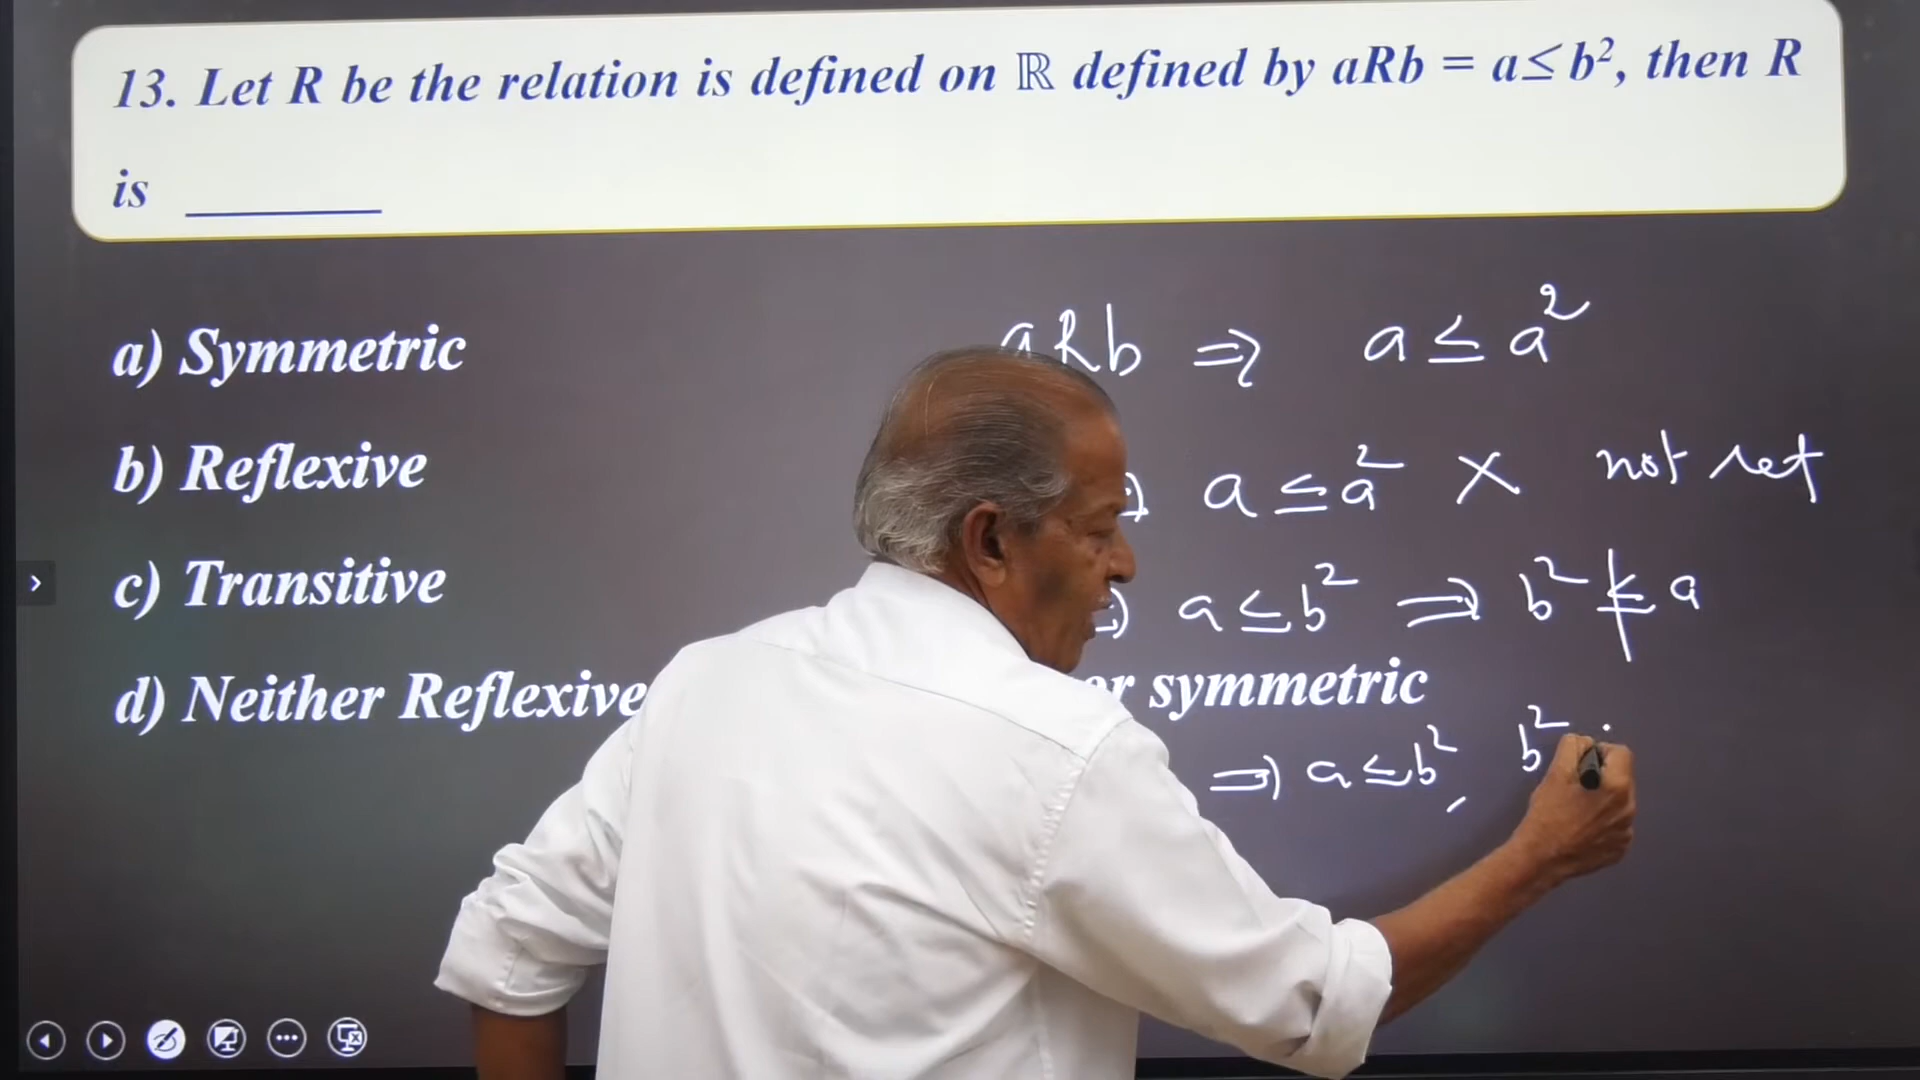 13. Let R be the relation is defined on ℝ defined by aRb = a≤b², then R
is ________
a) Symmetric
b) Reflexive
c) Transitive
d) Neither Reflexive
symmetric
aRb ⇒ a ≤ a²
a ≤ a² × not ref
a ≤ b² ⇒ b² ≰ a
⇒ a ≤ b², b²